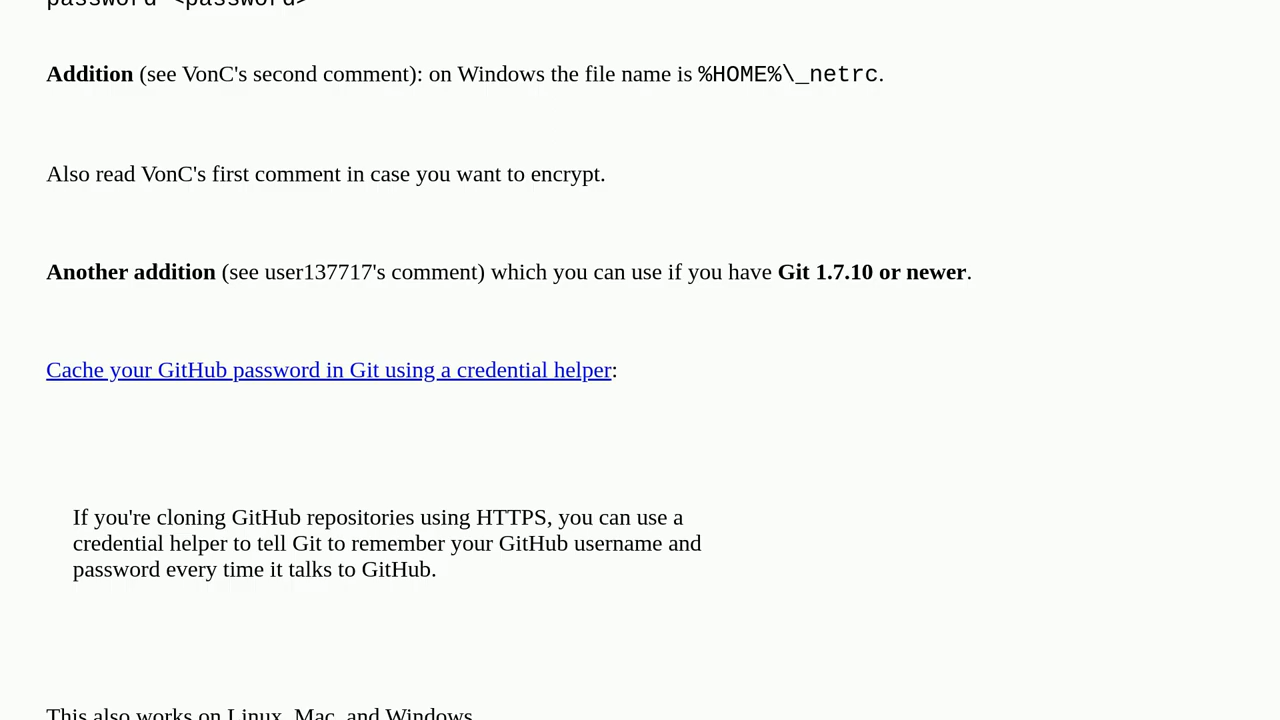 password <password>
Addition (see VonC's second comment): on Windows the file name is %HOME%\_netrc.
Also read VonC's first comment in case you want to encrypt.
Another addition (see user137717's comment) which you can use if you have Git 1.7.10 or newer.
Cache your GitHub password in Git using a credential helper:
If you're cloning GitHub repositories using HTTPS, you can use a
credential helper to tell Git to remember your GitHub username and
password every time it talks to GitHub.
This also works on Linux, Mac, and Windows.